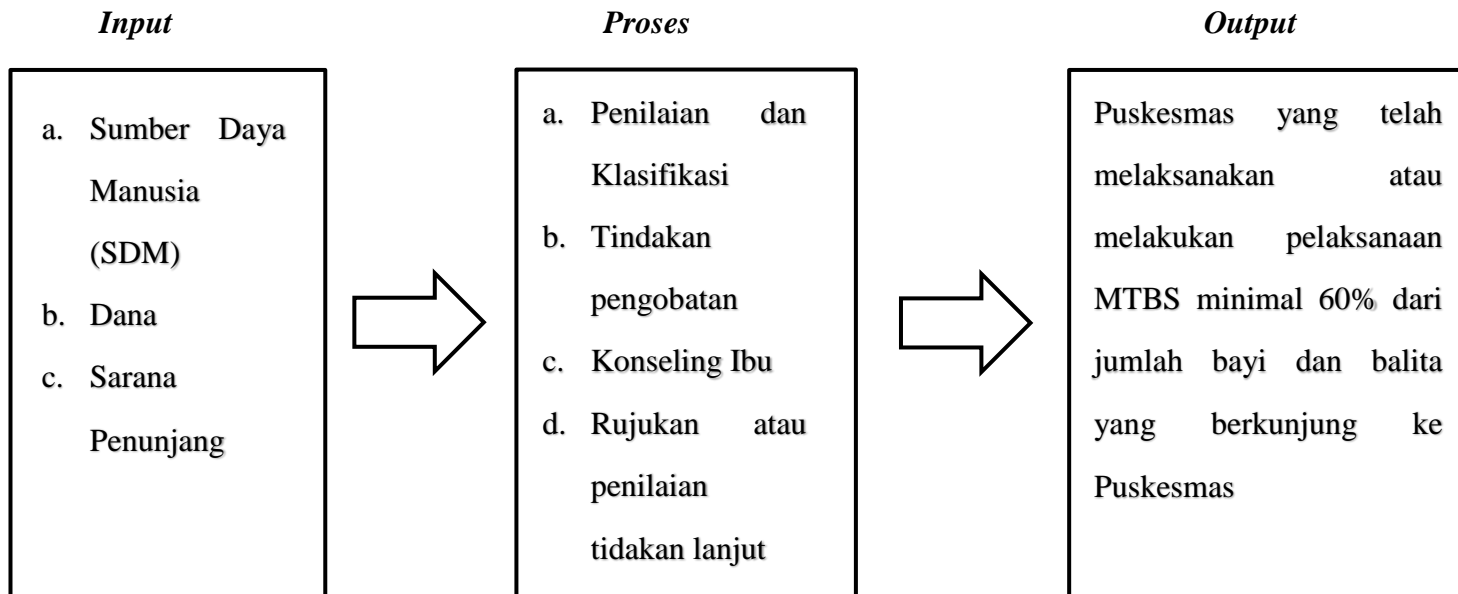 Input
a. Sumber Daya
Manusia
(SDM)
b. Dana
c. Sarana
Penunjang
Proses
a. Penilaian dan
Klasifikasi
b. Tindakan
pengobatan
c. Konseling Ibu
d. Rujukan atau
penilaian
tidakan lanjut
Output
Puskesmas yang telah
melaksanakan atau
melakukan pelaksanaan
MTBS minimal 60% dari
jumlah bayi dan balita
yang berkunjung ke
Puskesmas